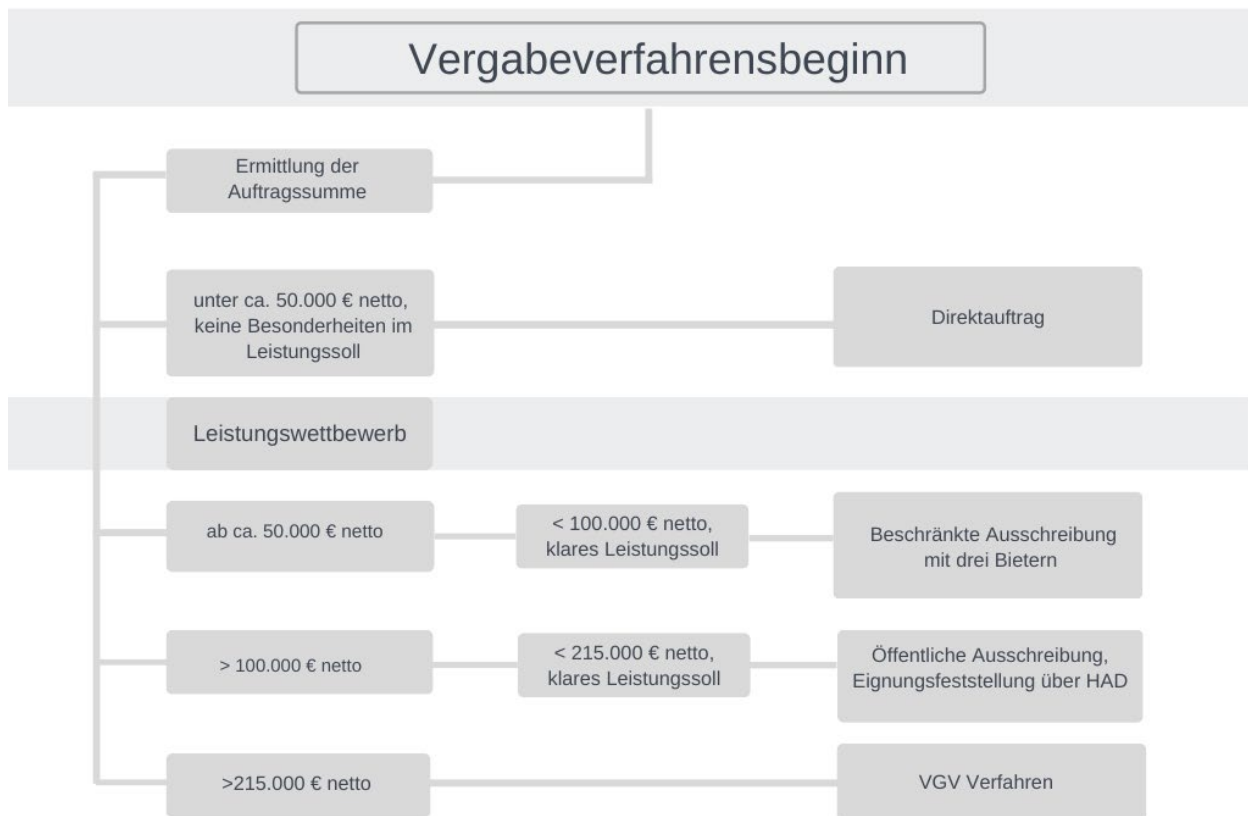 Vergabeverfahrensbeginn
Ermittlung der
Auftragssumme
unter ca. 50.000 € netto,
keine Besonderheiten im
Leistungssoll
Direktauftrag
Leistungswettbewerb
ab ca. 50.000 € netto
< 100.000 € netto,
klares Leistungssoll
Beschränkte Ausschreibung
mit drei Bietern
> 100.000 € netto
< 215.000 € netto,
klares Leistungssoll
Öffentliche Ausschreibung,
Eignungsfeststellung über HAD
>215.000 € netto
VGV Verfahren